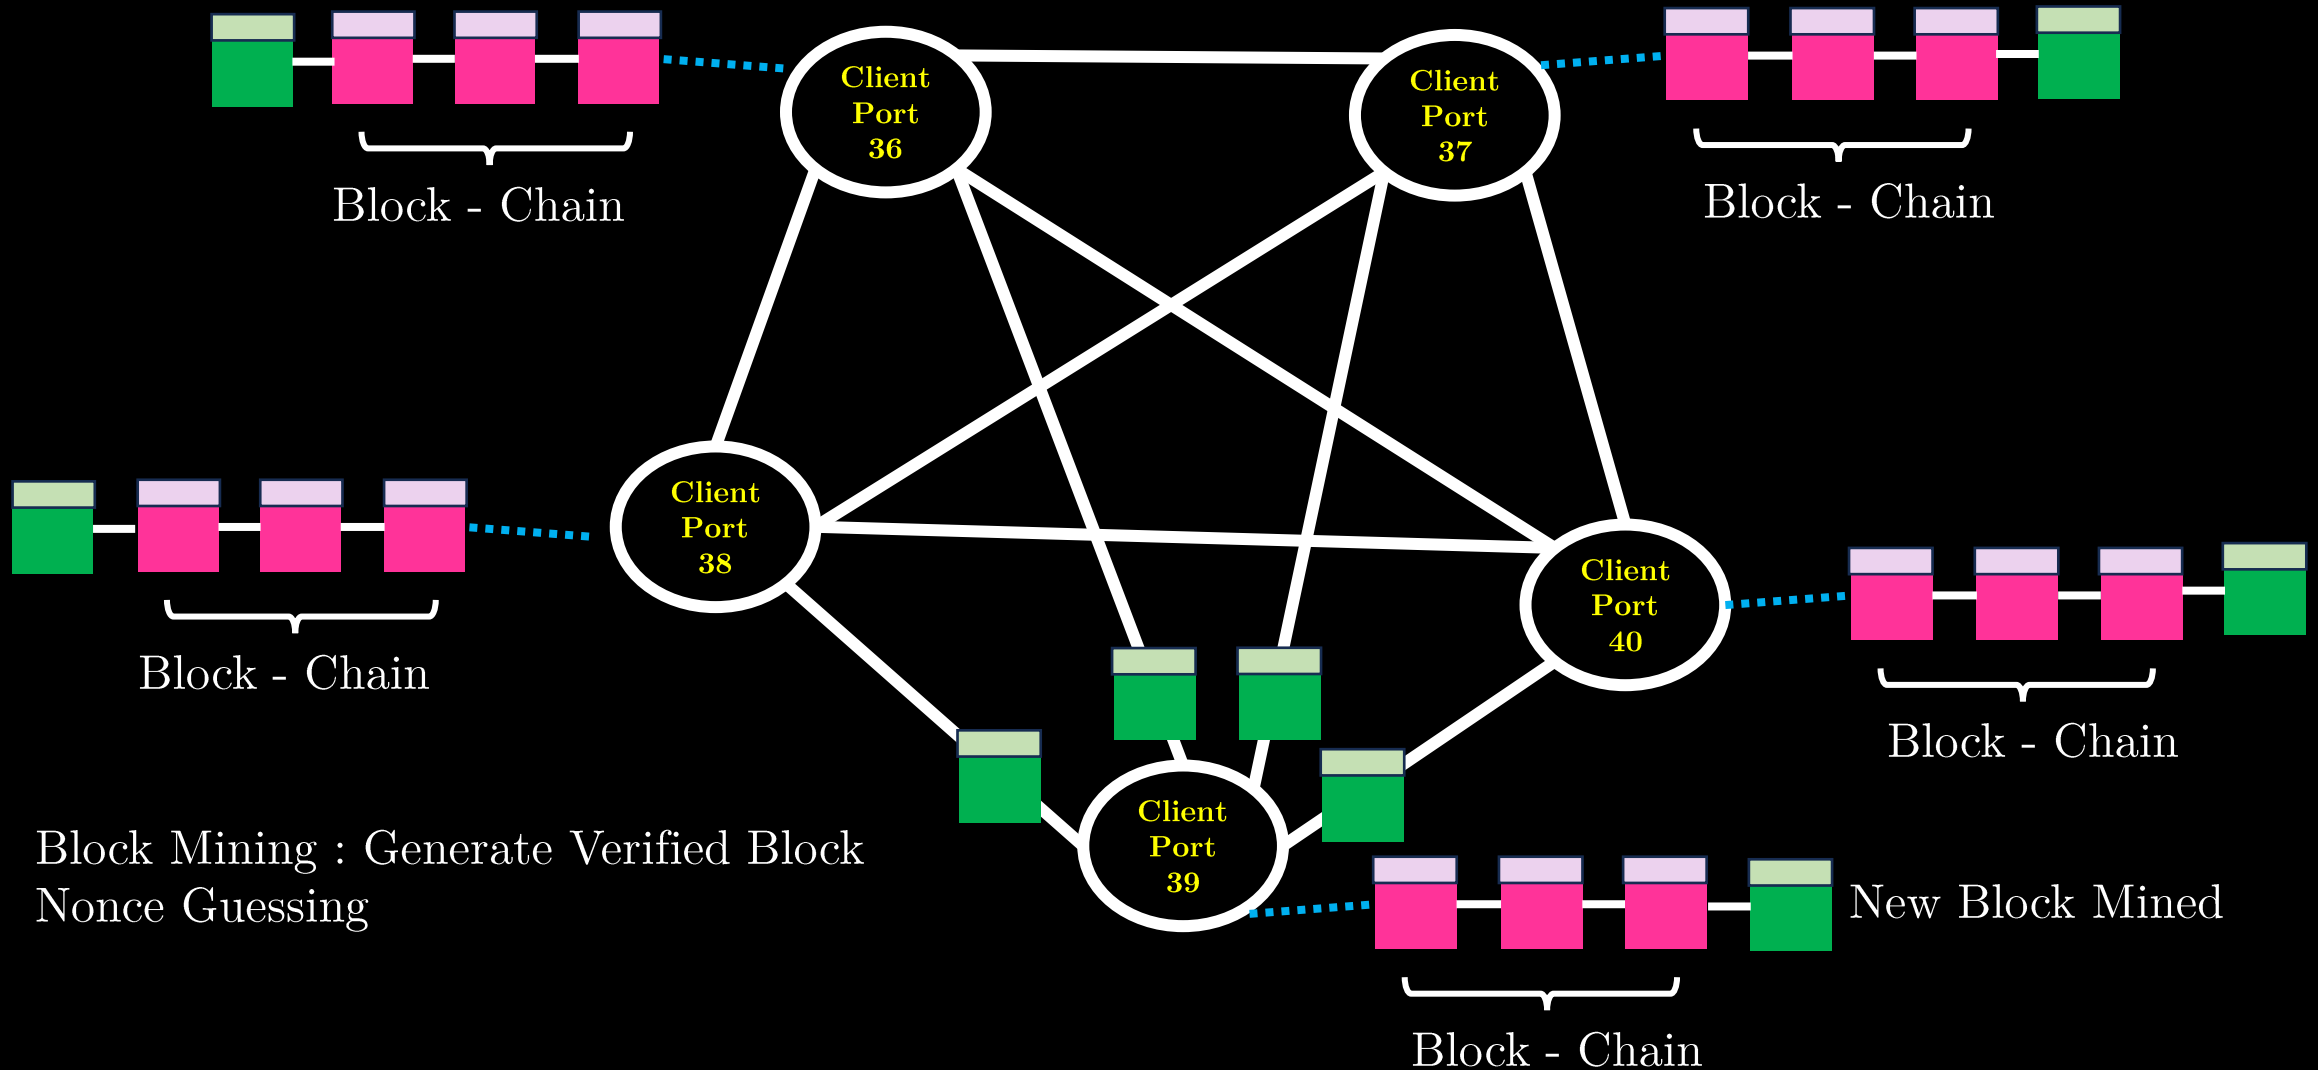 Client
Port
36
Client
Port
37
Block - Chain
Block - Chain
Client
Port
38
Client
Port
40
Block - Chain
Block - Chain
Client
Port
39
Block Mining : Generate Verified Block
Nonce Guessing
New Block Mined
Block - Chain